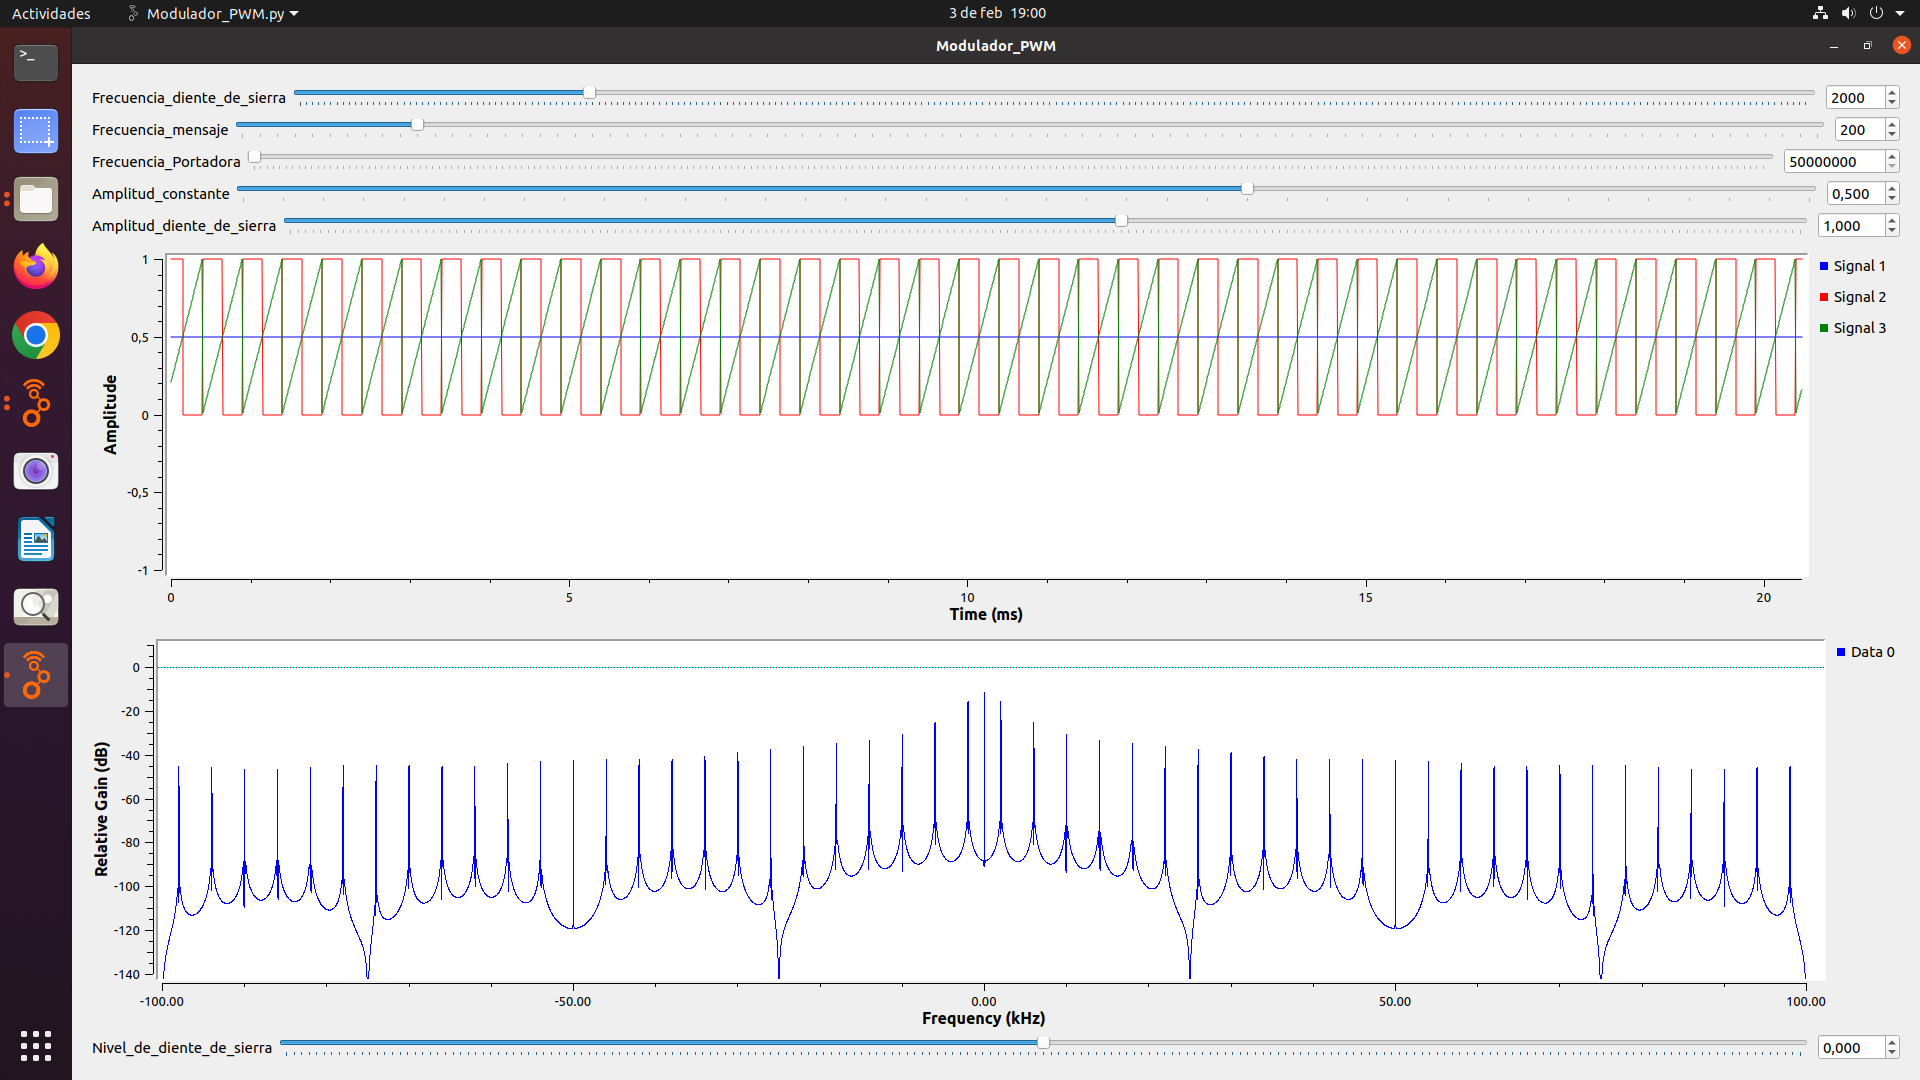 Actividades Modulador_PWM.py 3 de feb 19:00
Modulador_PWM
Frecuencia_diente_de_sierra 2000
Frecuencia_mensaje 200
Frecuencia_Portadora 50000000
Amplitud_constante 0,500
Amplitud_diente_de_sierra 1,000
1
0,5
0
-0,5
-1
Amplitude
Signal 1
Signal 2
Signal 3
0 5 10 15 20
Time (ms)
0
-20
-40
-60
-80
-100
-120
-140
Relative Gain (dB)
Data 0
-100.00 -50.00 0.00 50.00 100.00
Frequency (kHz)
Nivel_de_diente_de_sierra 0,000